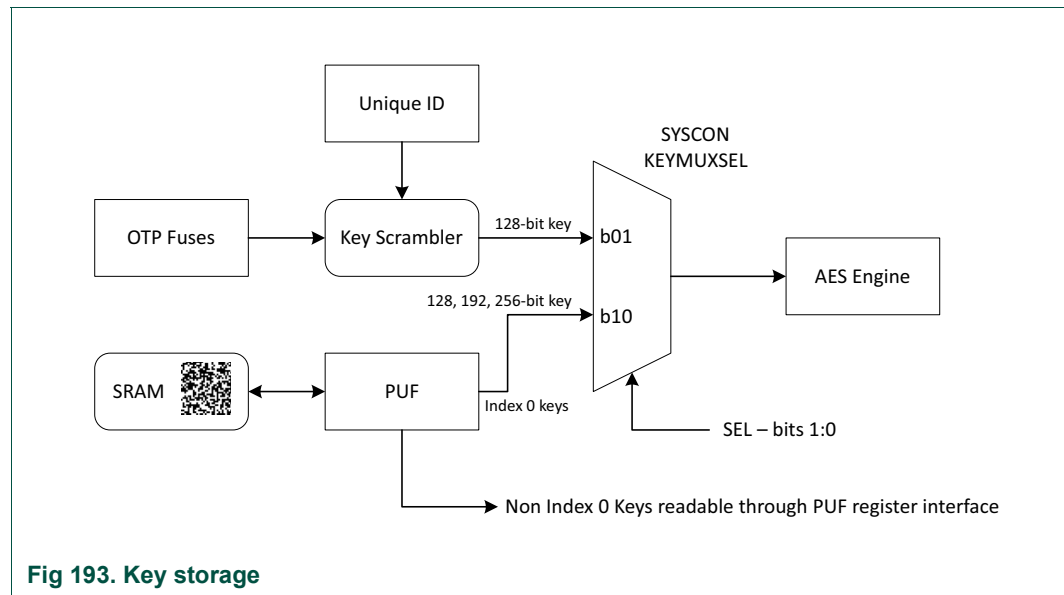 Unique ID
SYSCON
KEYMUXSEL
OTP Fuses
Key Scrambler
128-bit key
b01
AES Engine
128, 192, 256-bit key
b10
SRAM
PUF
Index 0 keys
SEL – bits 1:0
Non Index 0 Keys readable through PUF register interface
Fig 193. Key storage